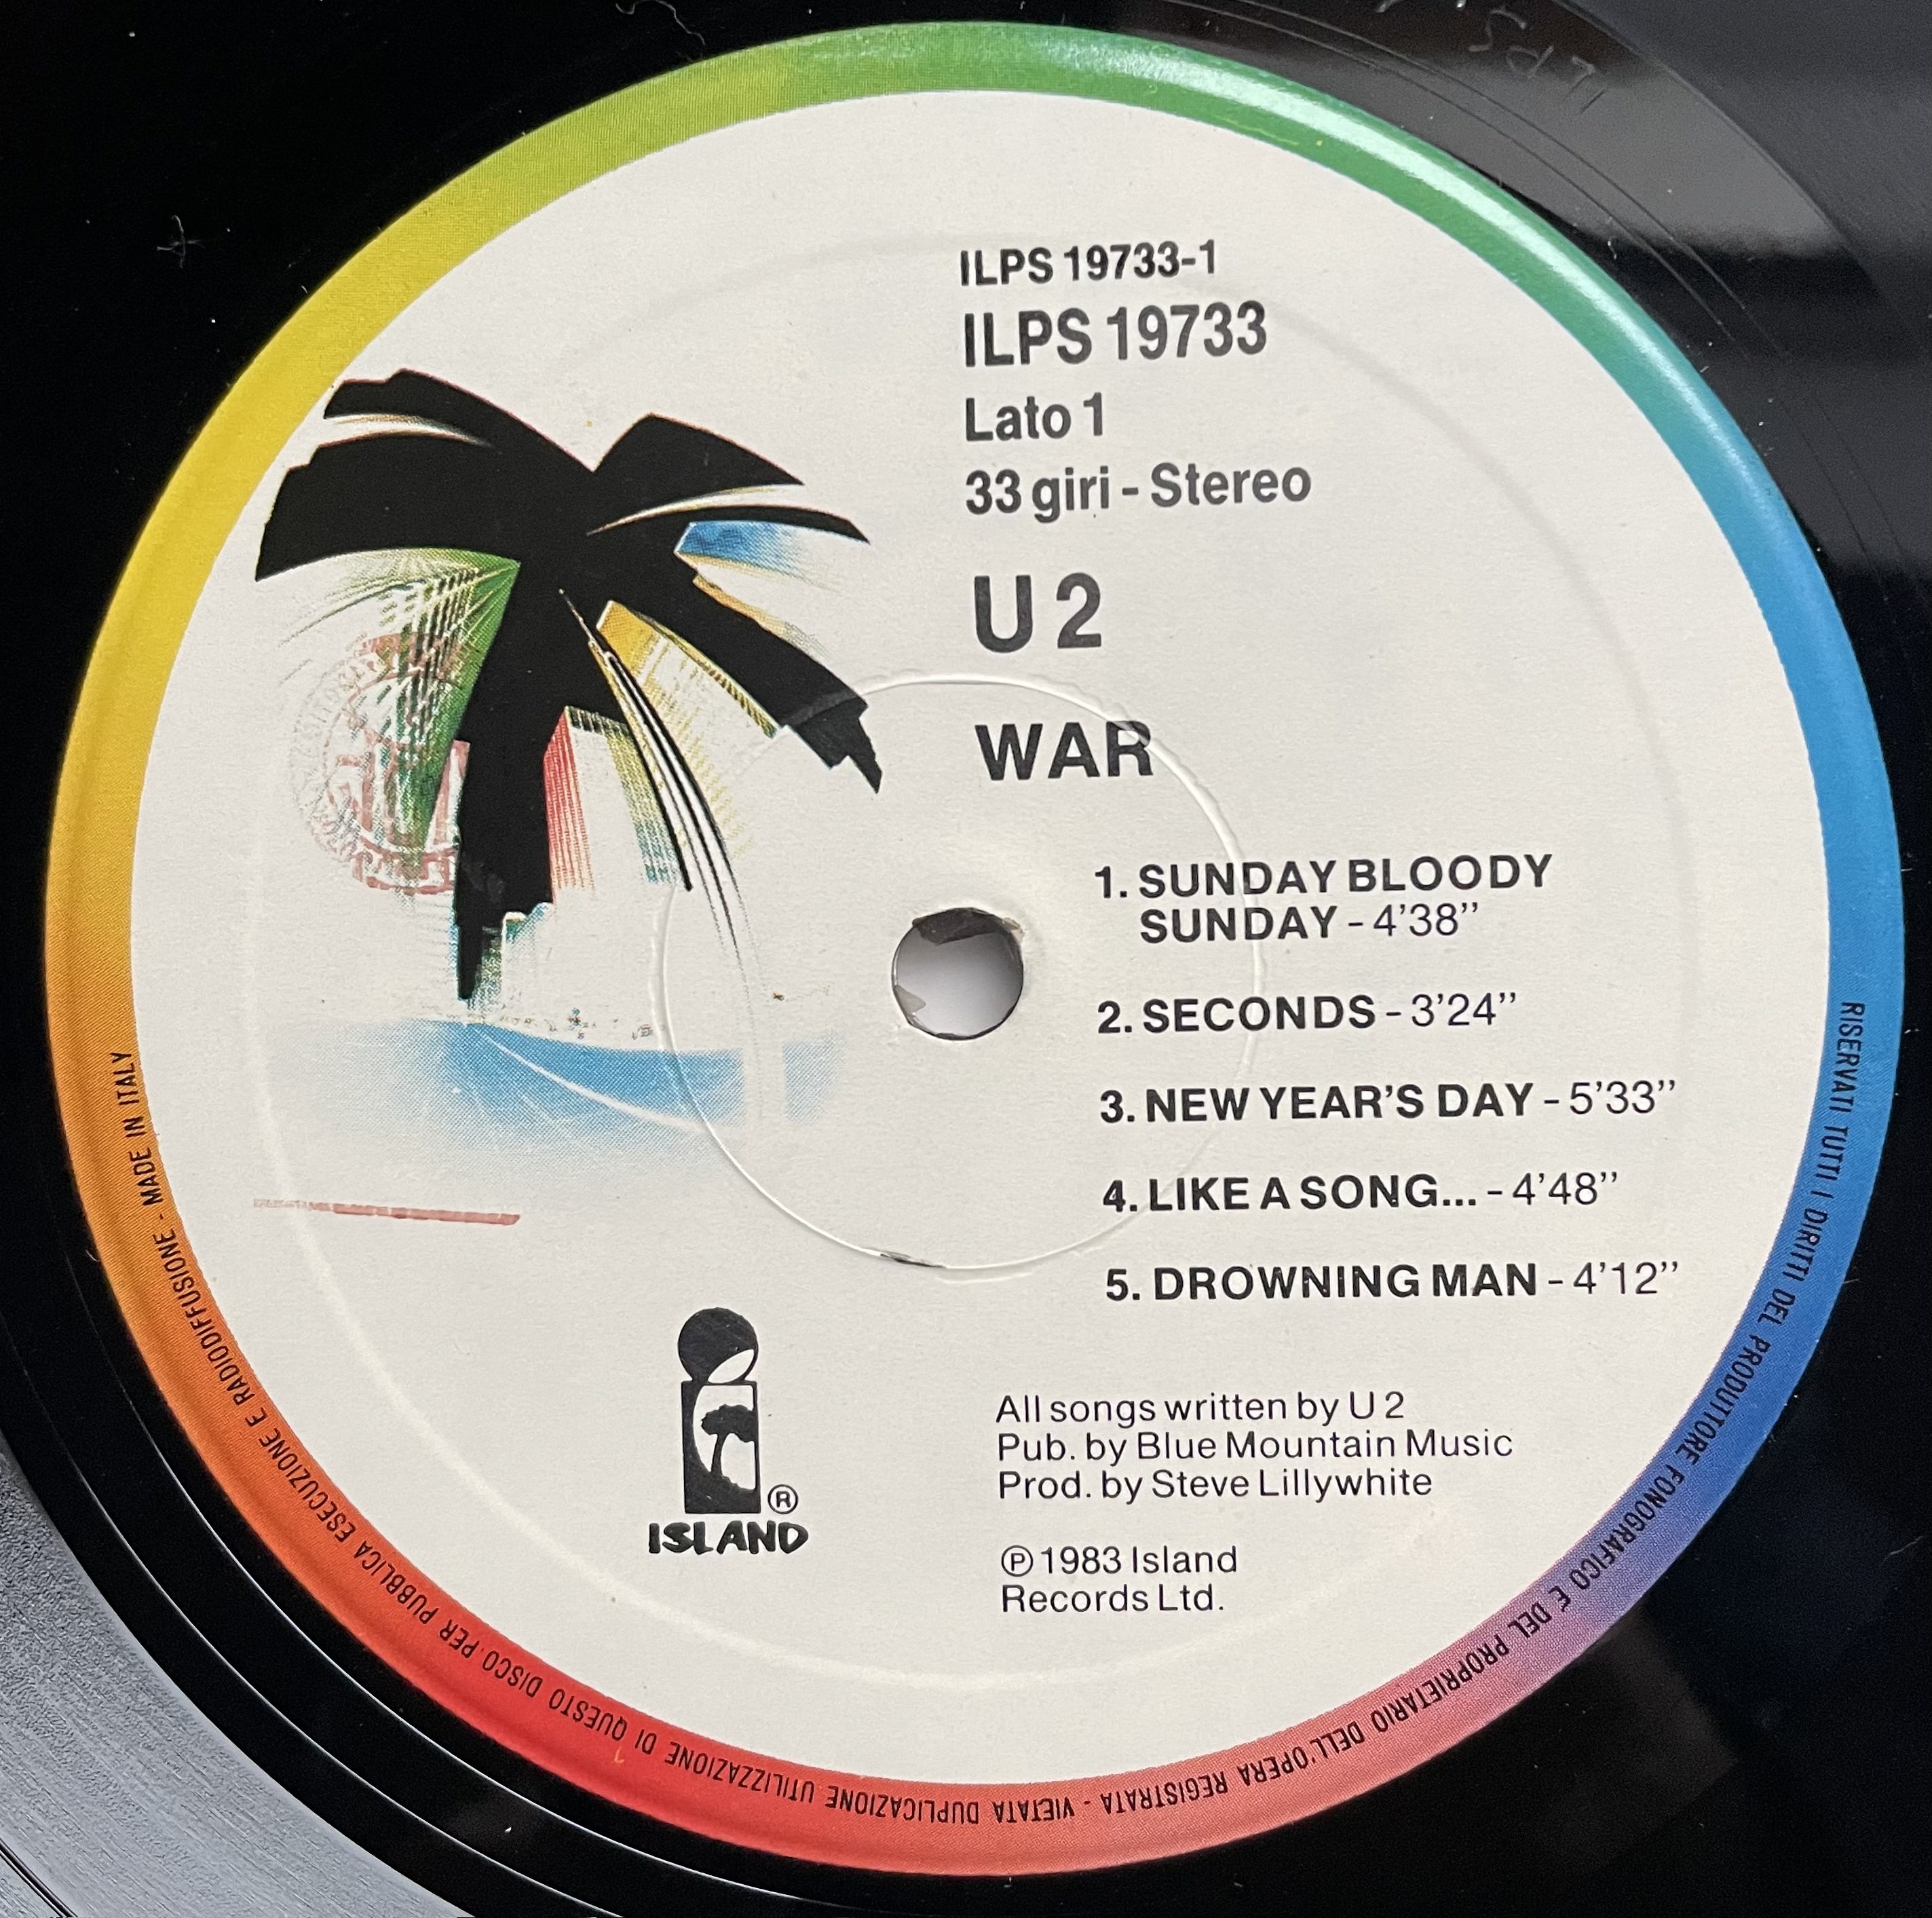 ILPS 19733-1
ILPS 19733
Lato 1
33 giri - Stereo
U 2
WAR
1. SUNDAY BLOODY
SUNDAY - 4'38''
2. SECONDS - 3'24''
3. NEW YEAR'S DAY - 5'33''
4. LIKE A SONG... - 4'48''
5. DROWNING MAN - 4'12''
All songs written by U 2
Pub. by Blue Mountain Music
Prod. by Steve Lillywhite
℗ 1983 Island
Records Ltd.
®
ISLAND
RISERVATI TUTTI I DIRITTI DEL PRODUTTORE FONOGRAFICO E DEL PROPRIETARIO DELL'OPERA REGISTRATA - VIETATA DUPLICAZIONE UTILIZZAZIONE DI QUESTO DISCO PER PUBBLICA ESECUZIONE E RADIODIFFUSIONE - MADE IN ITALY